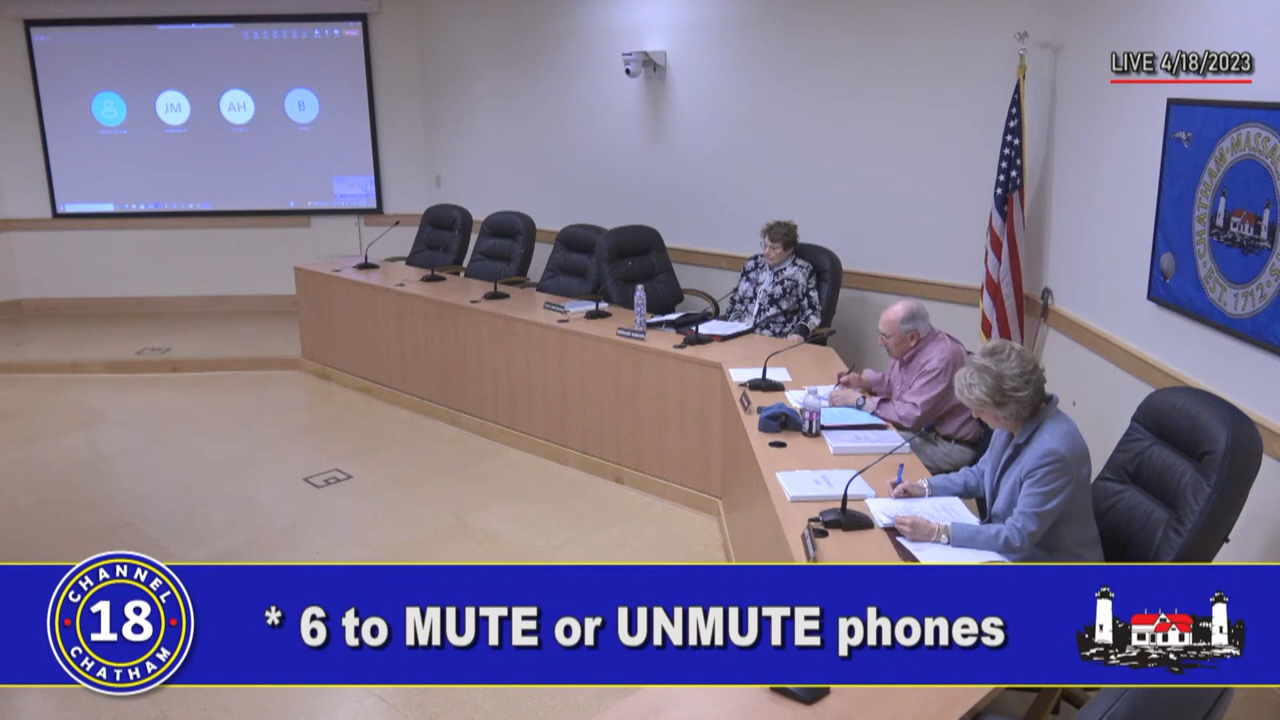 LIVE 4/18/2023
JM
AH
B
CHATHAM, MASSA
EST. 1712
CHANNEL
18
CHATHAM
* 6 to MUTE or UNMUTE phones